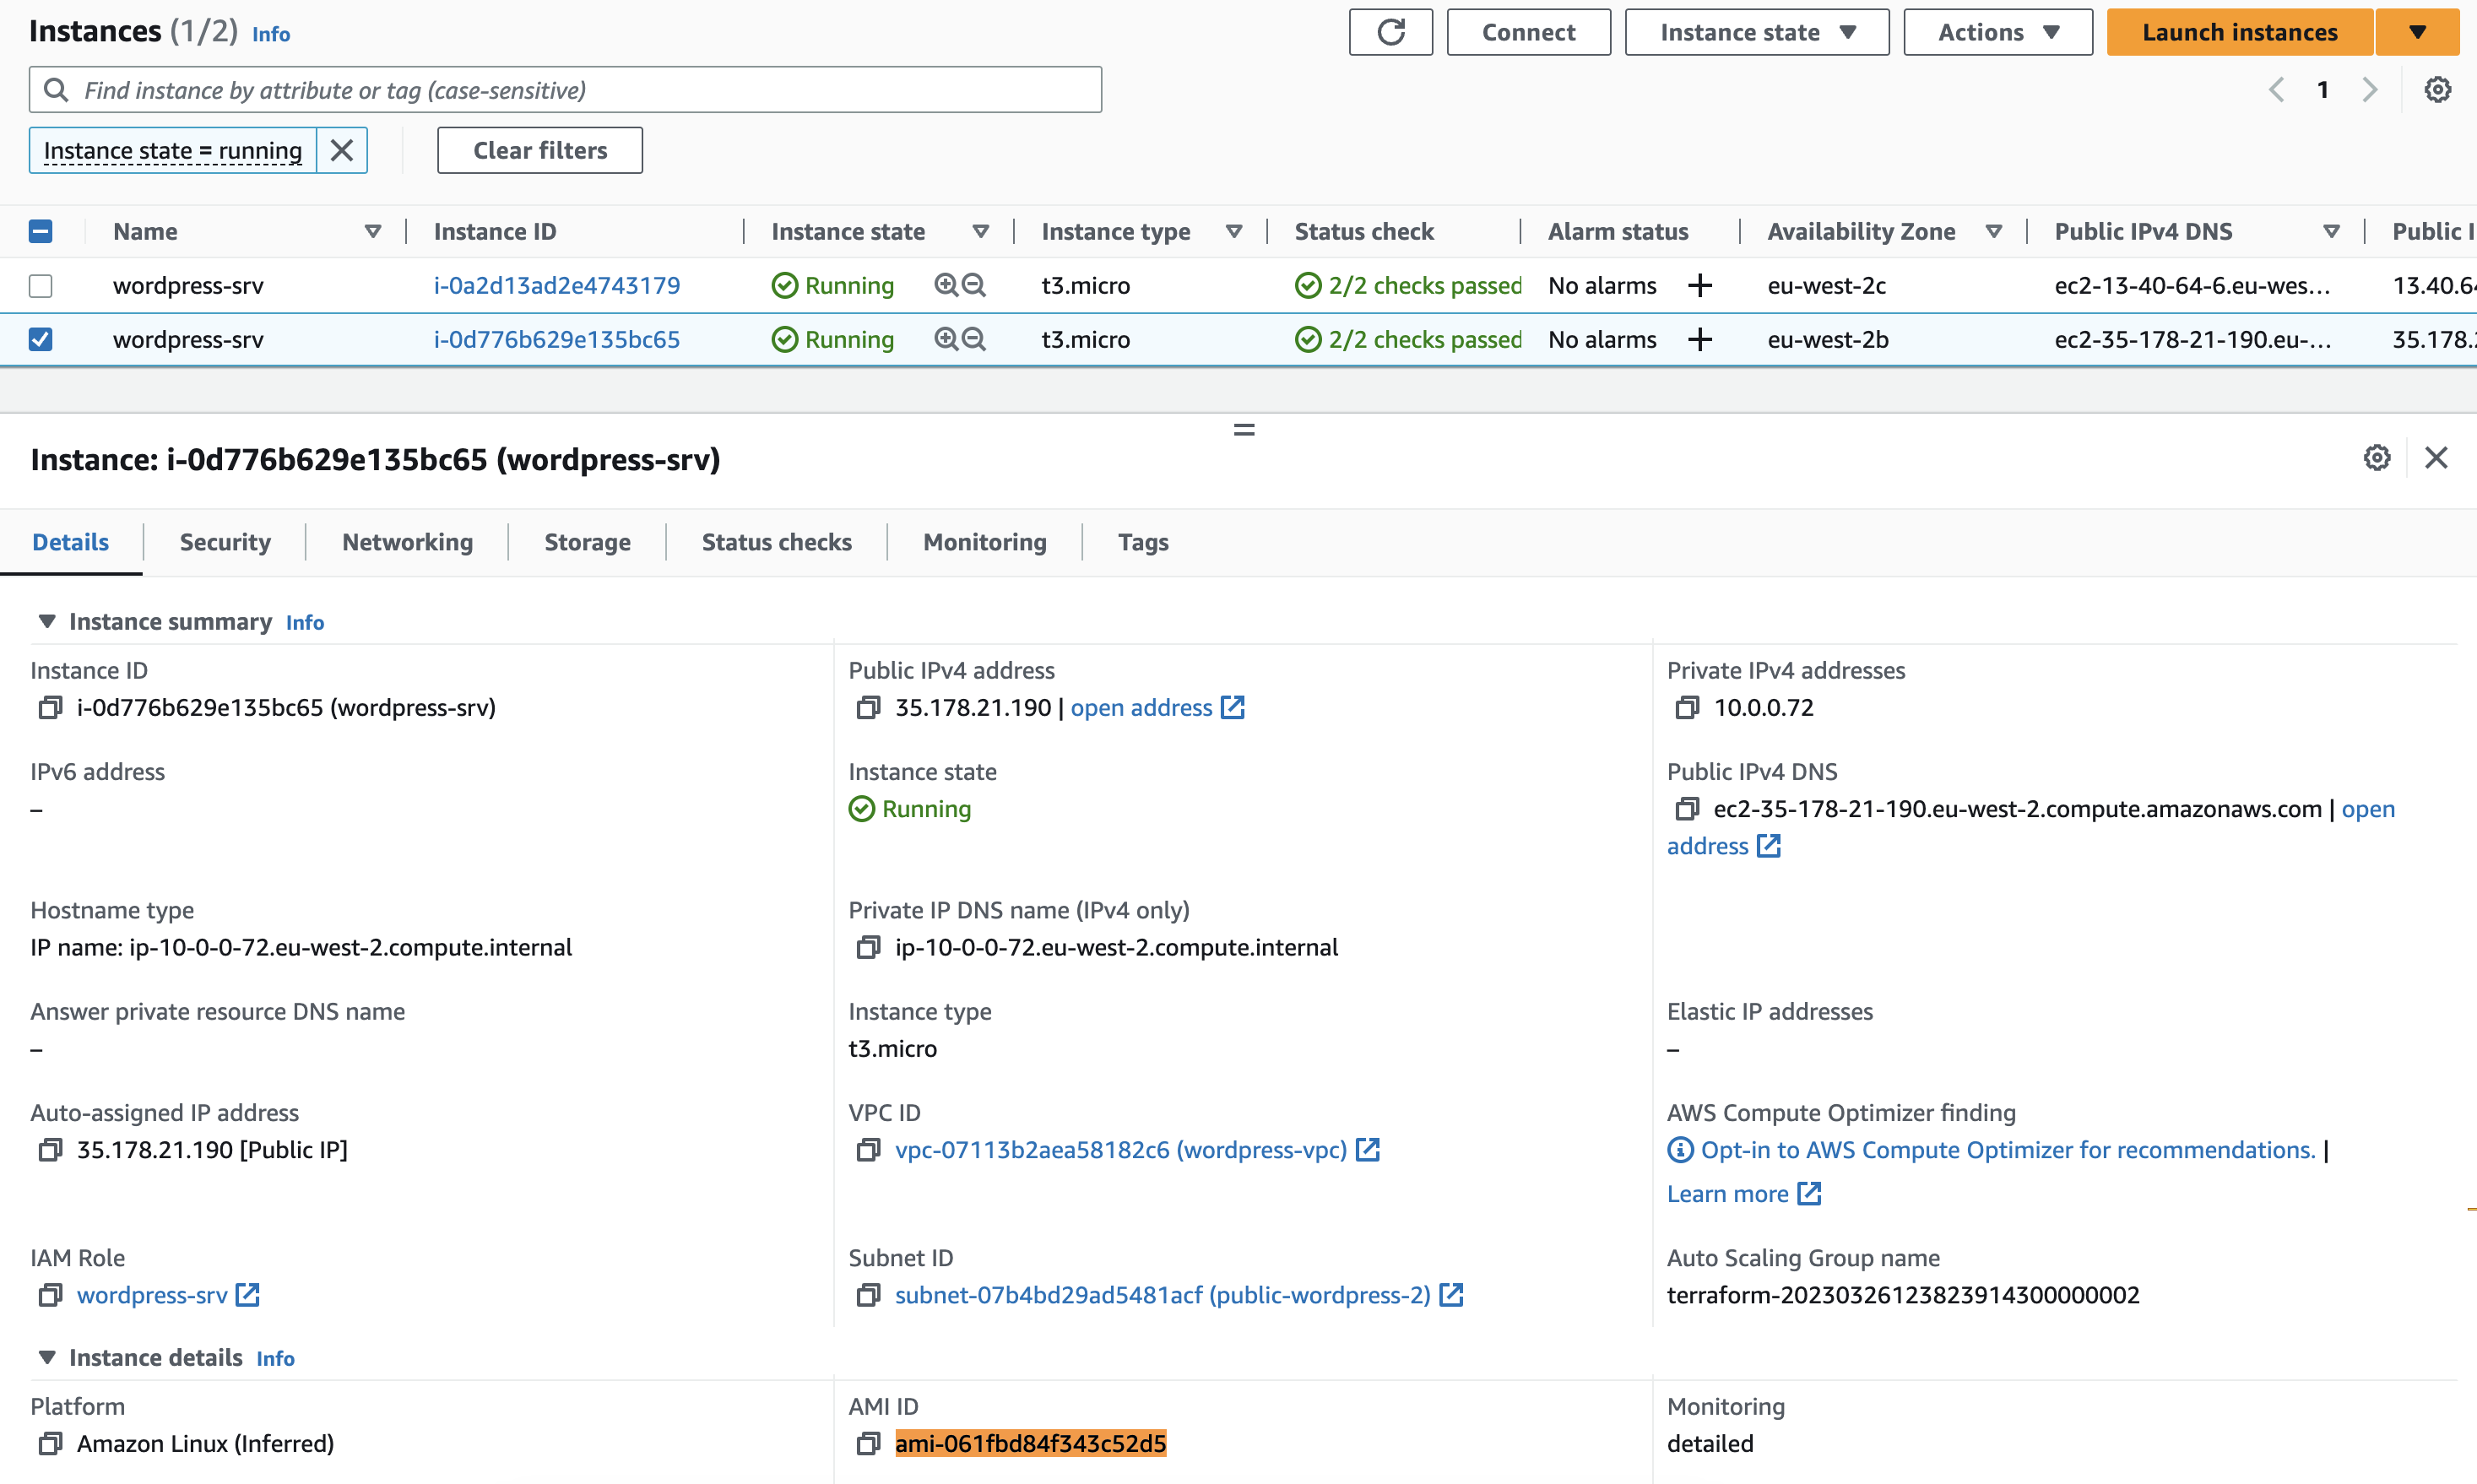 Instances (1/2) Info
Connect
Instance state
Actions
Launch instances
Find instance by attribute or tag (case-sensitive)
1
Instance state = running
Clear filters
Name Instance ID Instance state Instance type Status check Alarm status Availability Zone Public IPv4 DNS Public I
wordpress-srv i-0a2d13ad2e4743179 Running t3.micro 2/2 checks passed No alarms + eu-west-2c ec2-13-40-64-6.eu-wes... 13.40.64
wordpress-srv i-0d776b629e135bc65 Running t3.micro 2/2 checks passed No alarms + eu-west-2b ec2-35-178-21-190.eu-... 35.178.
Instance: i-0d776b629e135bc65 (wordpress-srv)
Details Security Networking Storage Status checks Monitoring Tags
Instance summary Info
Instance ID
i-0d776b629e135bc65 (wordpress-srv)
Public IPv4 address
35.178.21.190 | open address
Private IPv4 addresses
10.0.0.72
IPv6 address
–
Instance state
Running
Public IPv4 DNS
ec2-35-178-21-190.eu-west-2.compute.amazonaws.com | open
address
Hostname type
IP name: ip-10-0-0-72.eu-west-2.compute.internal
Private IP DNS name (IPv4 only)
ip-10-0-0-72.eu-west-2.compute.internal
Answer private resource DNS name
–
Instance type
t3.micro
Elastic IP addresses
–
Auto-assigned IP address
35.178.21.190 [Public IP]
VPC ID
vpc-07113b2aea58182c6 (wordpress-vpc)
AWS Compute Optimizer finding
Opt-in to AWS Compute Optimizer for recommendations. |
Learn more
IAM Role
wordpress-srv
Subnet ID
subnet-07b4bd29ad5481acf (public-wordpress-2)
Auto Scaling Group name
terraform-20230326123823914300000002
Instance details Info
Platform
Amazon Linux (Inferred)
AMI ID
ami-061fbd84f343c52d5
Monitoring
detailed